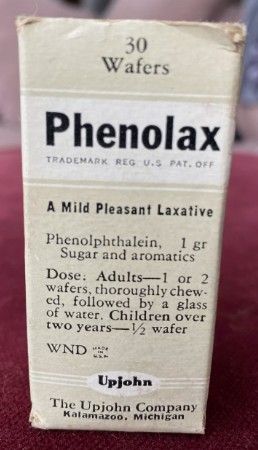 30
Wafers
Phenolax
TRADEMARK REG U.S PAT. OFF
A Mild Pleasant Laxative
Phenolphthalein, 1 gr
Sugar and aromatics
Dose: Adults—1 or 2
wafers, thoroughly chew-
ed, followed by a glass
of water. Children over
two years—½ wafer
WND MADE
IN
U.S.A.
Upjohn
The Upjohn Company
Kalamazoo, Michigan